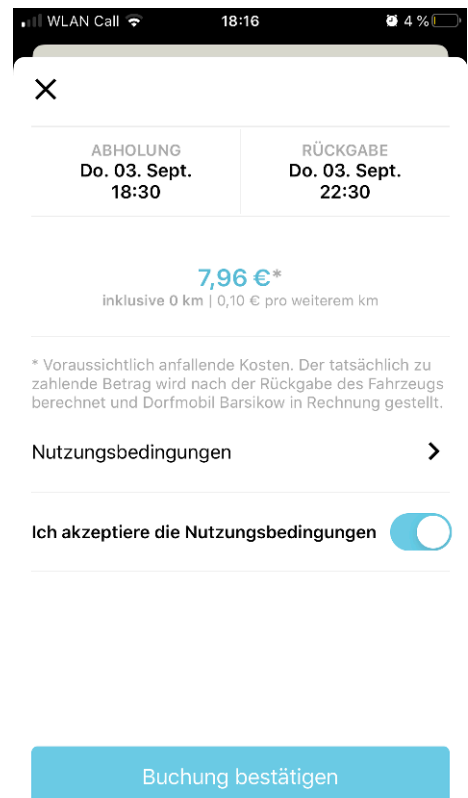 WLAN Call 18:16 4 %
ABHOLUNG
Do. 03. Sept.
18:30
RÜCKGABE
Do. 03. Sept.
22:30
7,96 €*
inklusive 0 km | 0,10 € pro weiterem km
* Voraussichtlich anfallende Kosten. Der tatsächlich zu
zahlende Betrag wird nach der Rückgabe des Fahrzeugs
berechnet und Dorfmobil Barsikow in Rechnung gestellt.
Nutzungsbedingungen
Ich akzeptiere die Nutzungsbedingungen
Buchung bestätigen